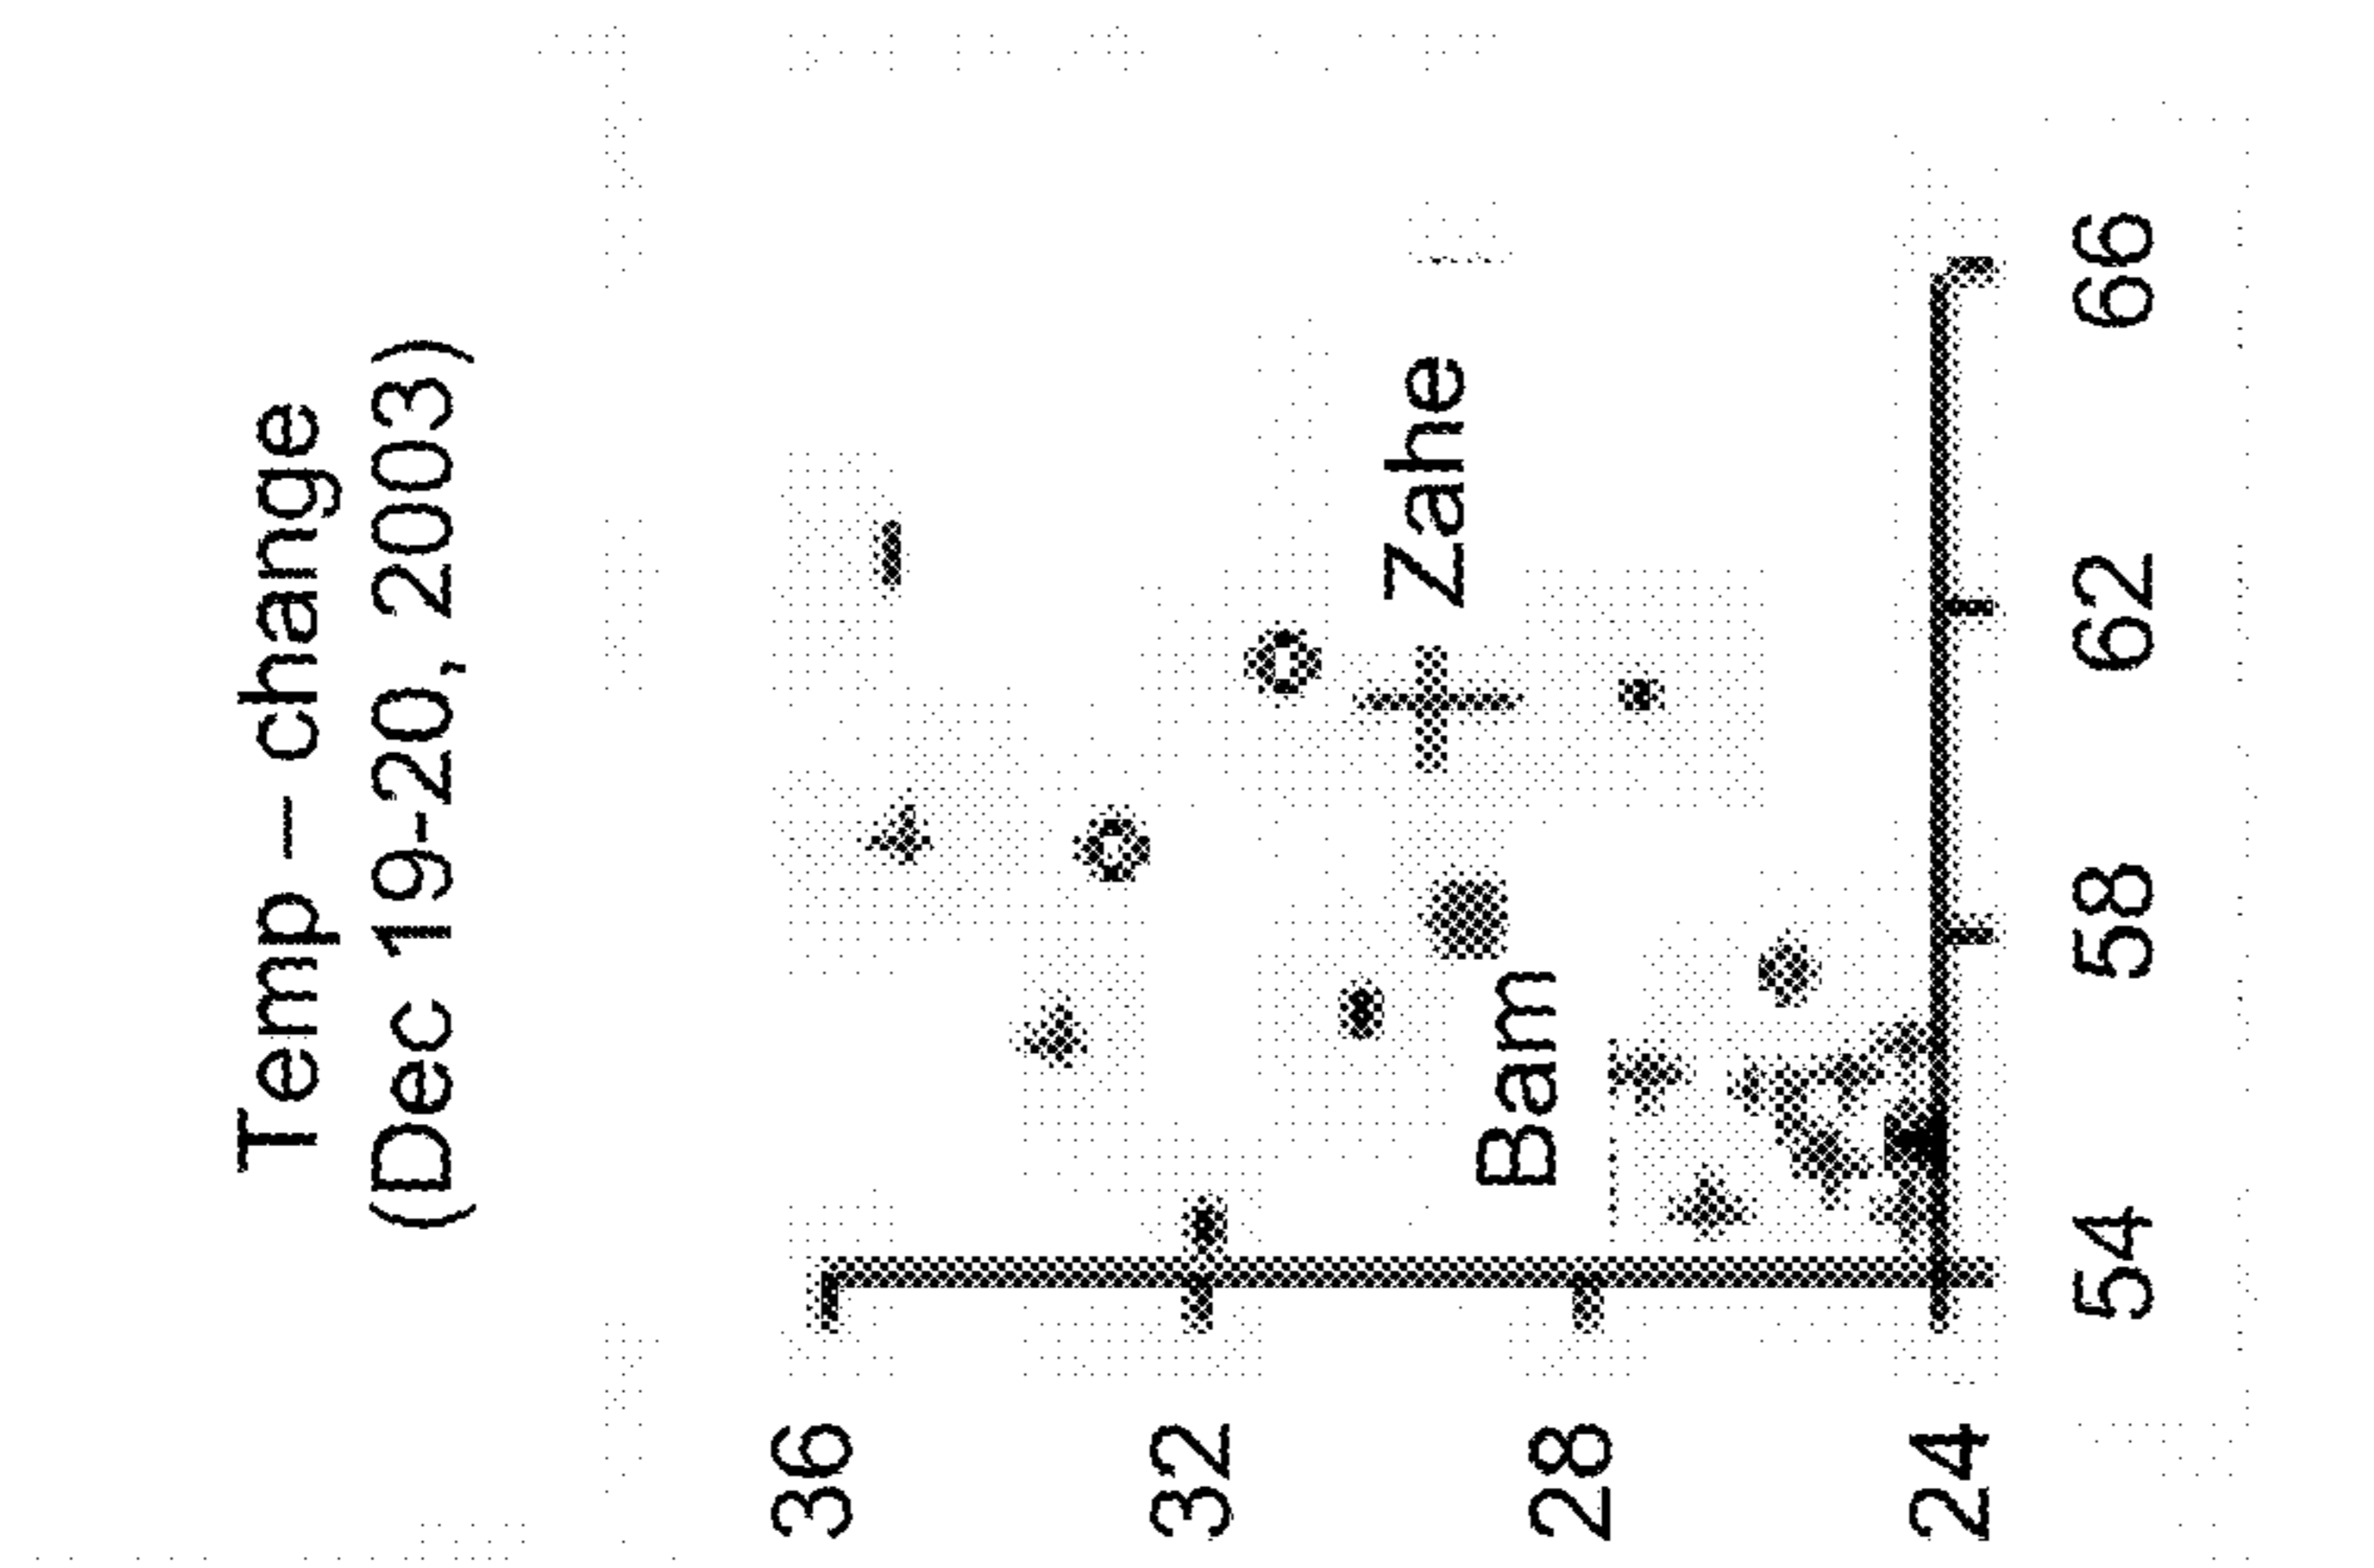 Temp – change
(Dec 19-20, 2003)
36
32
28
24
Zahe
Bam
54
58
62
66